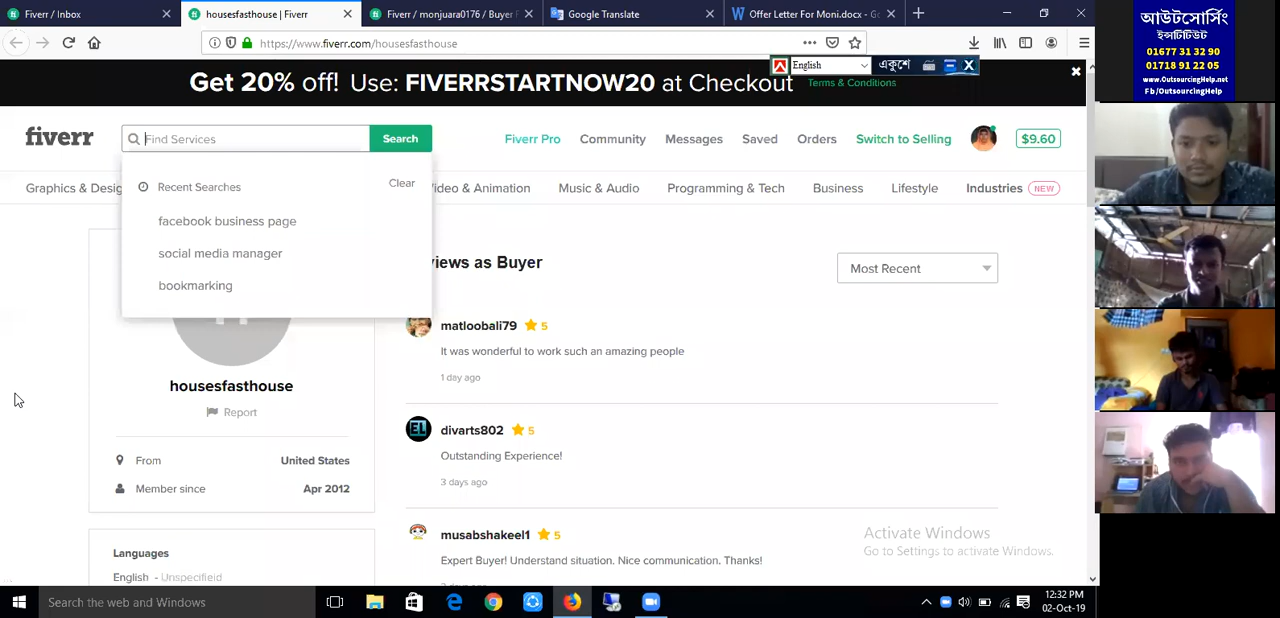 Fiverr / Inbox
housesfasthouse | Fiverr
Fiverr / monjuara0176 / Buyer
Google Translate
Offer Letter For Moni.docx - Go
https://www.fiverr.com/housesfasthouse
Get 20% off! Use: FIVERRSTARTNOW20 at Checkout
Terms & Conditions
English
একুশে
fiverr
Find Services
Search
Fiverr Pro
Community
Messages
Saved
Orders
Switch to Selling
$9.60
Graphics & Desig
ideo & Animation
Music & Audio
Programming & Tech
Business
Lifestyle
Industries
NEW
Recent Searches
Clear
facebook business page
social media manager
bookmarking
views as Buyer
Most Recent
housesfasthouse
Report
From
United States
Member since
Apr 2012
Languages
English - Unspecifieid
matloobali79 5
It was wonderful to work such an amazing people
1 day ago
EL
divarts802 5
Outstanding Experience!
3 days ago
musabshakeel1 5
Expert Buyer! Understand situation. Nice communication. Thanks!
Activate Windows
Go to Settings to activate Windows.
Search the web and Windows
12:32 PM
02-Oct-19
আউটসোর্সিং
ইন্সটিটিউট
01677 31 32 90
01718 91 22 05
www.OutsourcingHelp.net
Fb/OutsourcingHelp